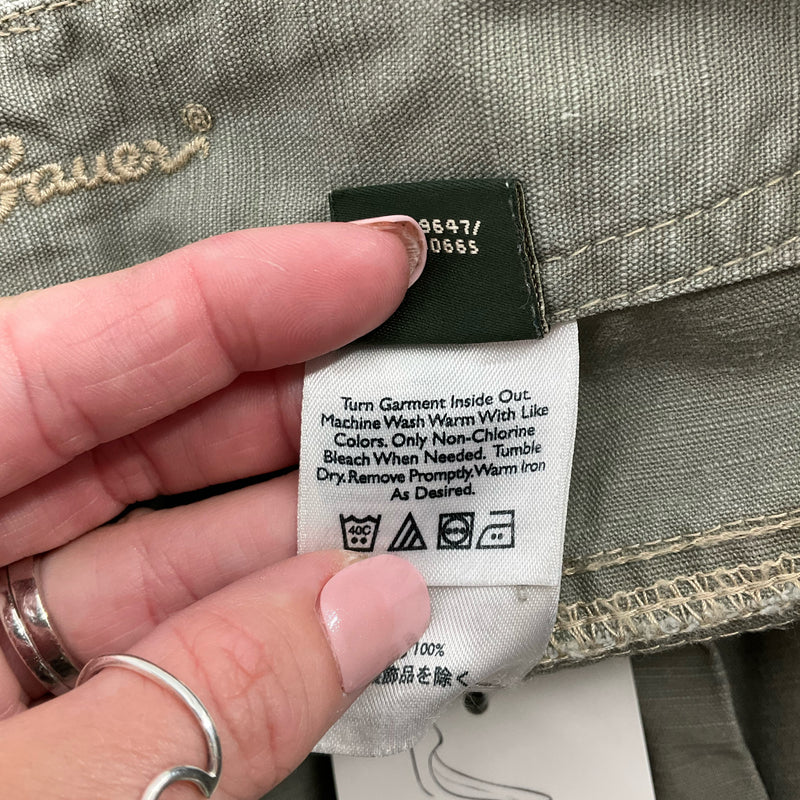 Bauer®
9647/
0665
Turn Garment Inside Out.
Machine Wash Warm With Like
Colors. Only Non-Chlorine
Bleach When Needed. Tumble
Dry. Remove Promptly. Warm Iron
As Desired.
40C
100%
飾品を除く